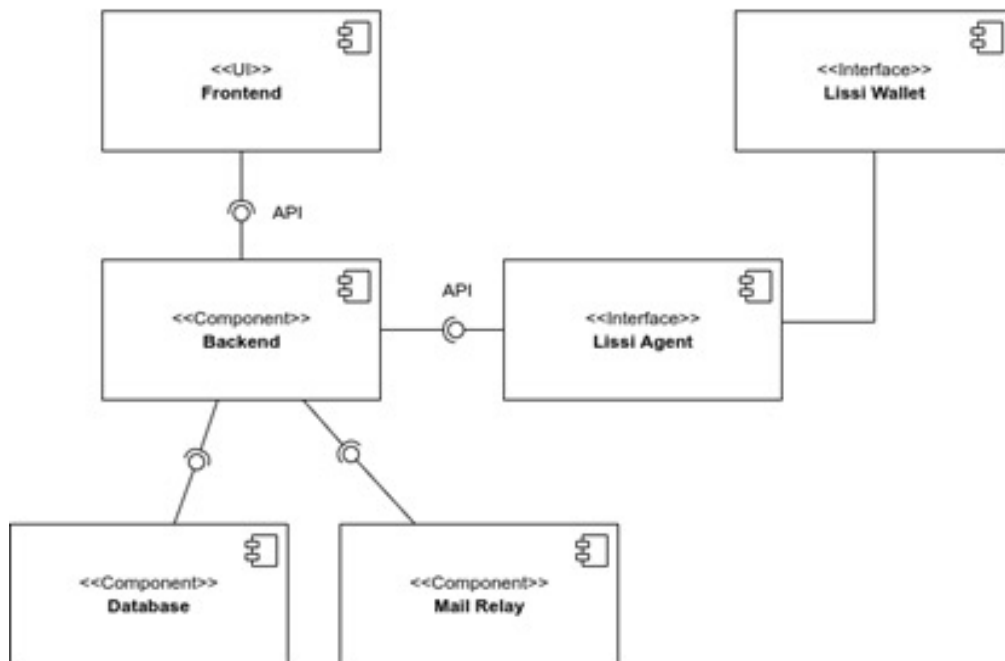 <<UI>>
Frontend
<<Interface>>
Lissi Wallet
API
<<Component>>
Backend
API
<<Interface>>
Lissi Agent
<<Component>>
Database
<<Component>>
Mail Relay